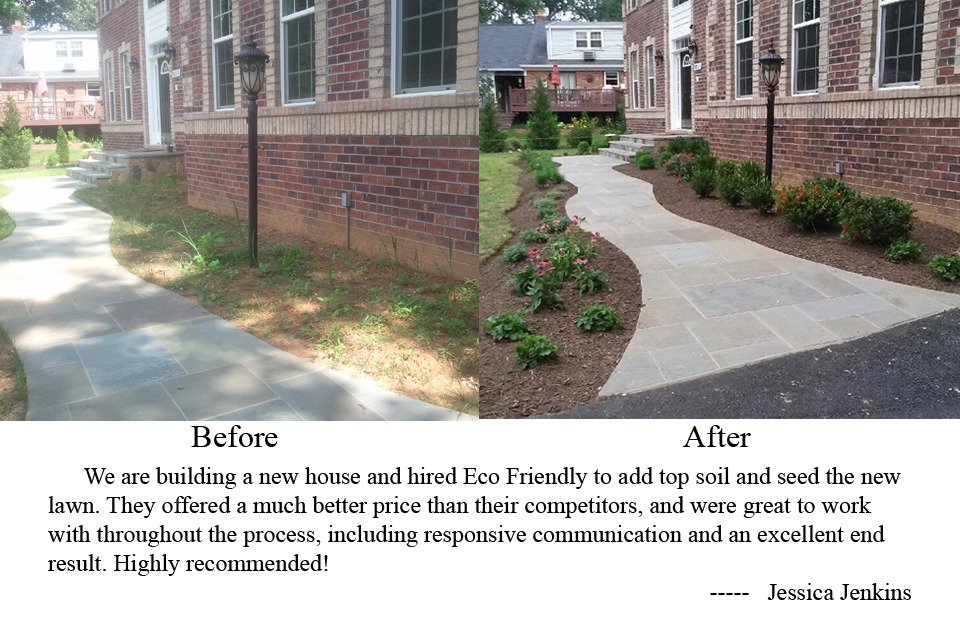 Before
After
We are building a new house and hired Eco Friendly to add top soil and seed the new
lawn. They offered a much better price than their competitors, and were great to work
with throughout the process, including responsive communication and an excellent end
result. Highly recommended!
----- Jessica Jenkins